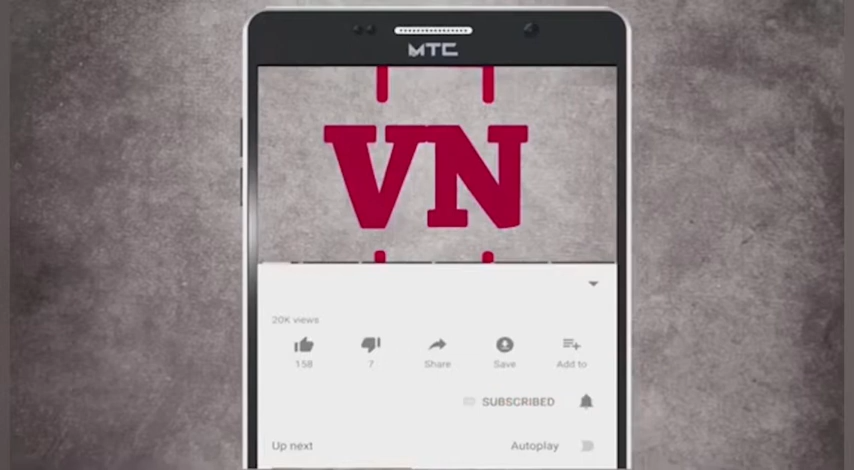 MTC
VN
20K views
158 7 Share Save Add to
SUBSCRIBED
Up next Autoplay